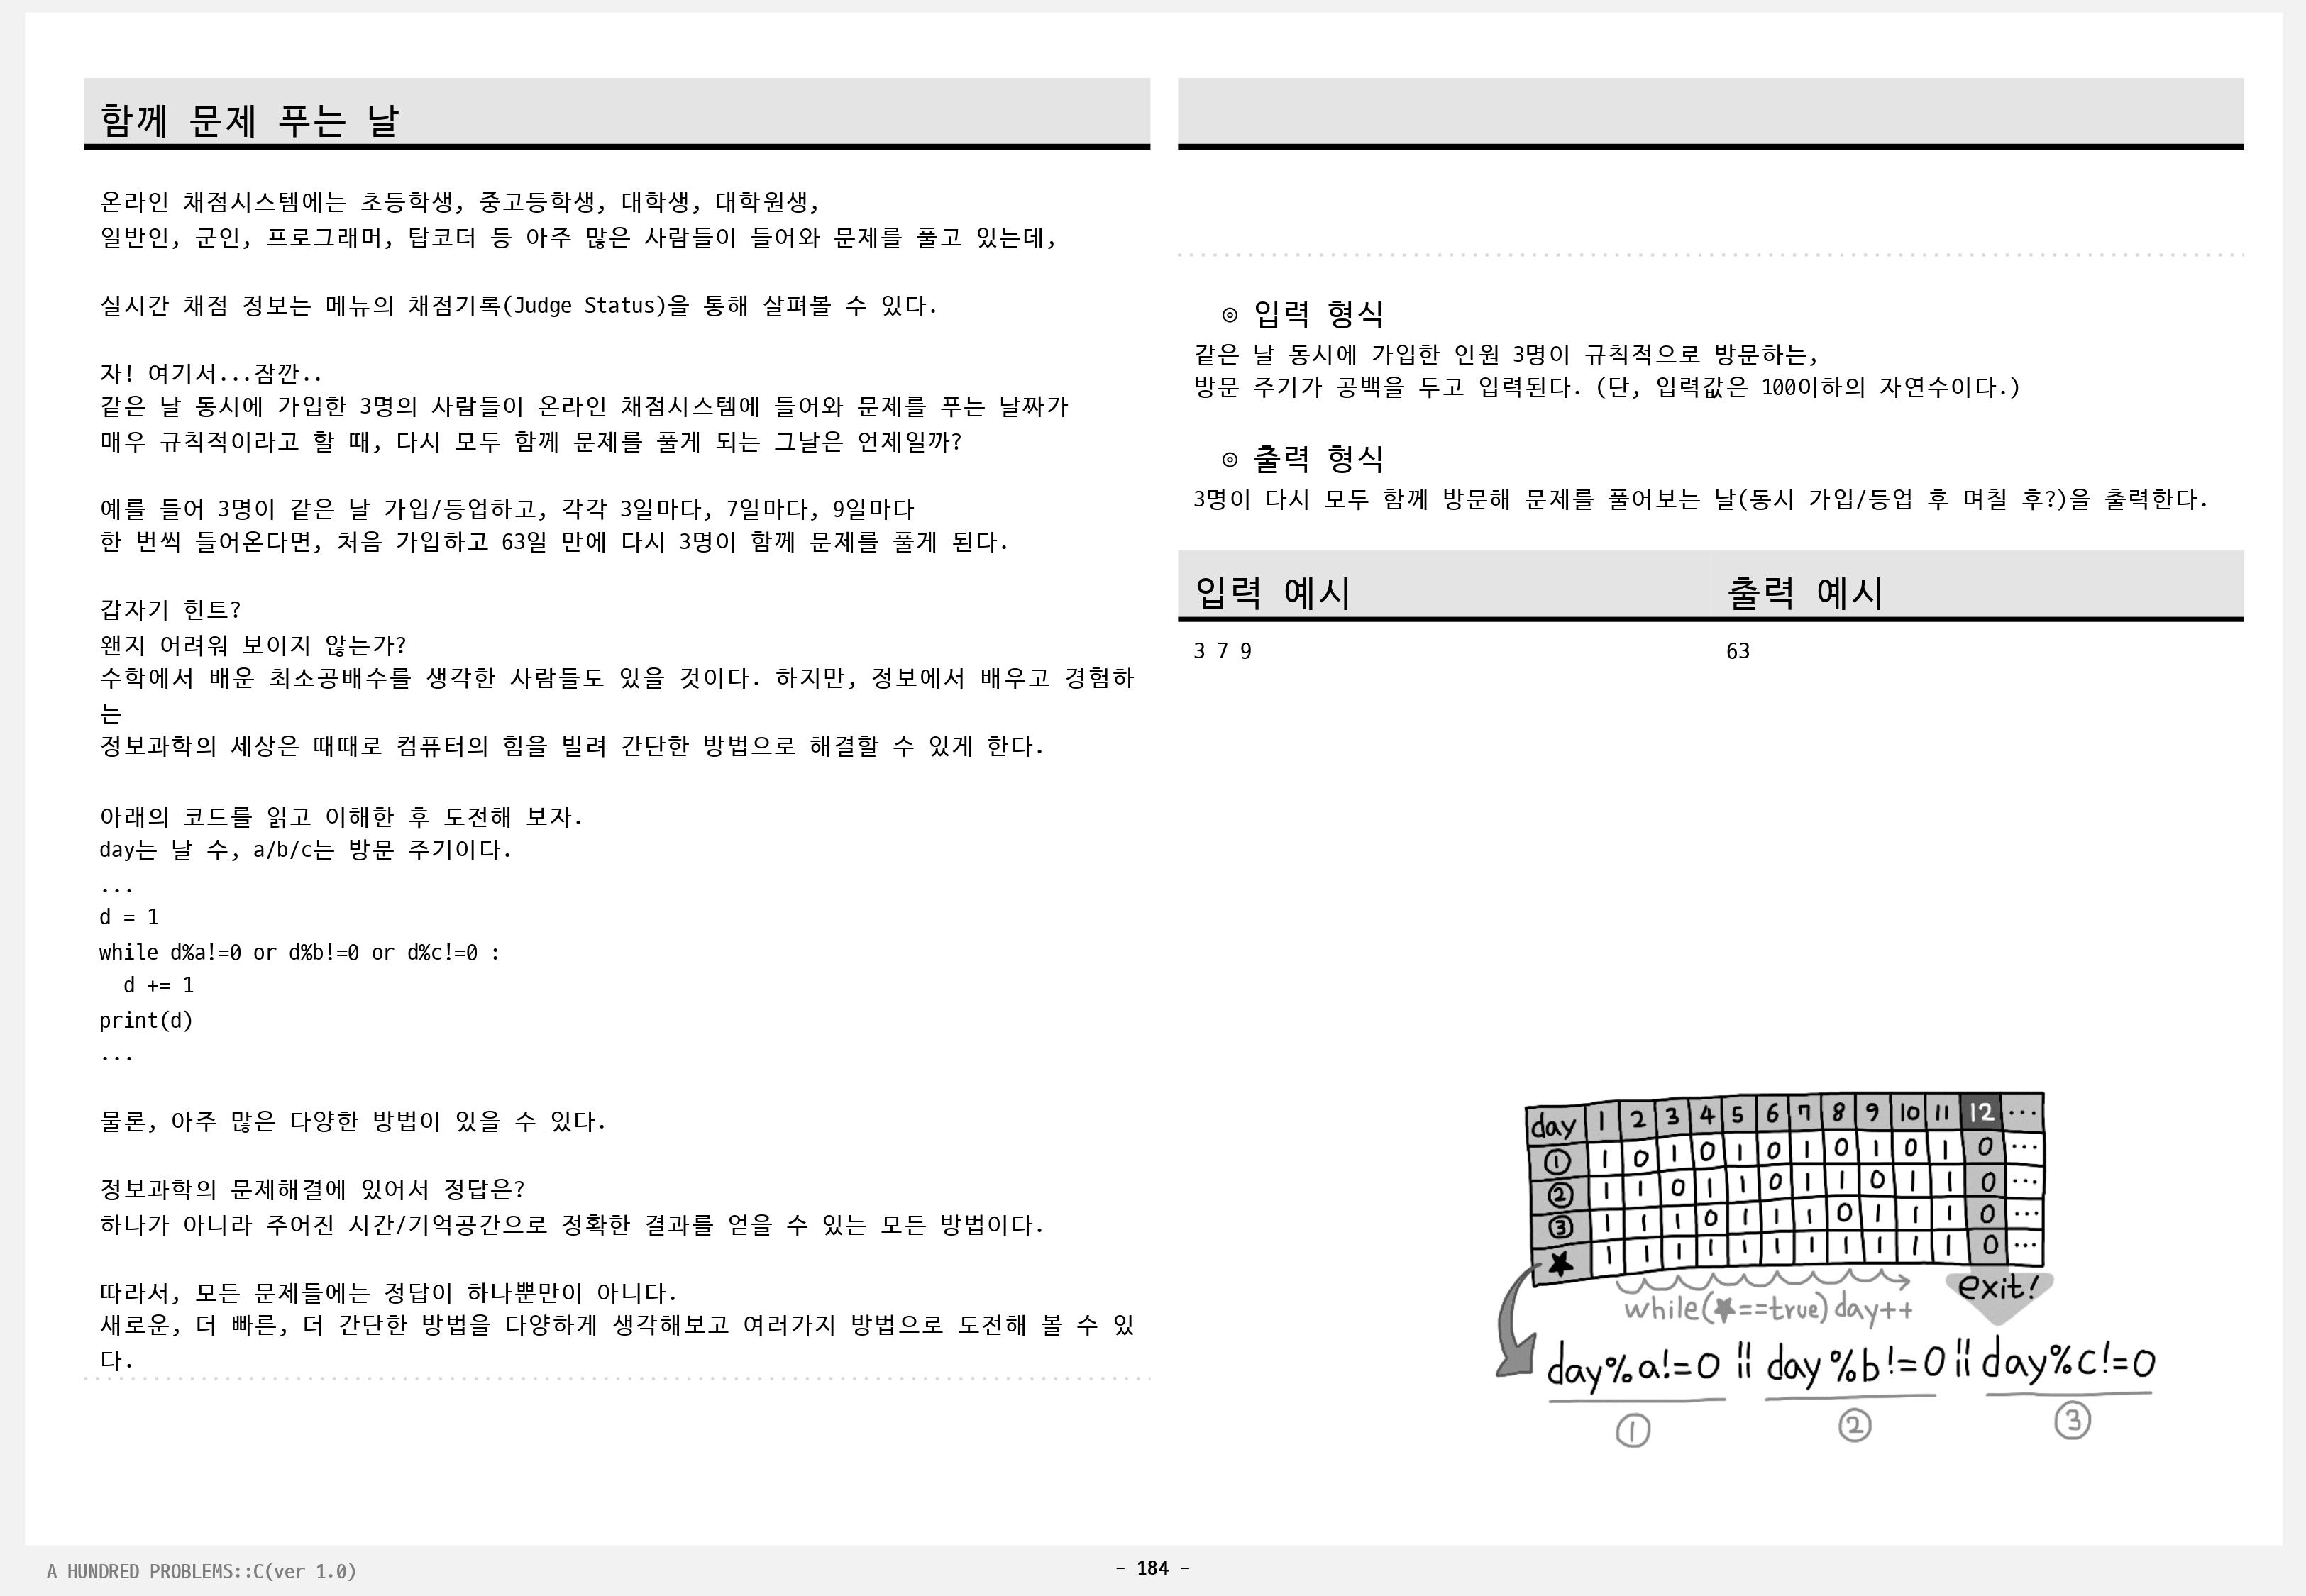 함께 문제 푸는 날
온라인 채점시스템에는 초등학생, 중고등학생, 대학생, 대학원생,
일반인, 군인, 프로그래머, 탑코더 등 아주 많은 사람들이 들어와 문제를 풀고 있는데,
실시간 채점 정보는 메뉴의 채점기록(Judge Status)을 통해 살펴볼 수 있다.
자! 여기서...잠깐..
같은 날 동시에 가입한 3명의 사람들이 온라인 채점시스템에 들어와 문제를 푸는 날짜가
매우 규칙적이라고 할 때, 다시 모두 함께 문제를 풀게 되는 그날은 언제일까?
예를 들어 3명이 같은 날 가입/등업하고, 각각 3일마다, 7일마다, 9일마다
한 번씩 들어온다면, 처음 가입하고 63일 만에 다시 3명이 함께 문제를 풀게 된다.
갑자기 힌트?
왠지 어려워 보이지 않는가?
수학에서 배운 최소공배수를 생각한 사람들도 있을 것이다. 하지만, 정보에서 배우고 경험하
는
정보과학의 세상은 때때로 컴퓨터의 힘을 빌려 간단한 방법으로 해결할 수 있게 한다.
아래의 코드를 읽고 이해한 후 도전해 보자.
day는 날 수, a/b/c는 방문 주기이다.
...
d = 1
while d%a!=0 or d%b!=0 or d%c!=0 :
  d += 1
print(d)
...
물론, 아주 많은 다양한 방법이 있을 수 있다.
정보과학의 문제해결에 있어서 정답은?
하나가 아니라 주어진 시간/기억공간으로 정확한 결과를 얻을 수 있는 모든 방법이다.
따라서, 모든 문제들에는 정답이 하나뿐만이 아니다.
새로운, 더 빠른, 더 간단한 방법을 다양하게 생각해보고 여러가지 방법으로 도전해 볼 수 있
다.
◎ 입력 형식
같은 날 동시에 가입한 인원 3명이 규칙적으로 방문하는,
방문 주기가 공백을 두고 입력된다. (단, 입력값은 100이하의 자연수이다.)
◎ 출력 형식
3명이 다시 모두 함께 방문해 문제를 풀어보는 날(동시 가입/등업 후 며칠 후?)을 출력한다.
입력 예시 출력 예시
3 7 9 63
day 1 2 3 4 5 6 7 8 9 10 11 12 ...
① 1 0 1 0 1 0 1 0 1 0 1 0 ...
② 1 1 0 1 1 0 1 1 0 1 1 0 ...
③ 1 1 1 0 1 1 1 0 1 1 1 0 ...
★ 1 1 1 1 1 1 1 1 1 1 1 0 ...
while(★==true) day++ exit!
day%a!=0 || day%b!=0 || day%c!=0
① ② ③
A HUNDRED PROBLEMS::C(ver 1.0)
- 184 -